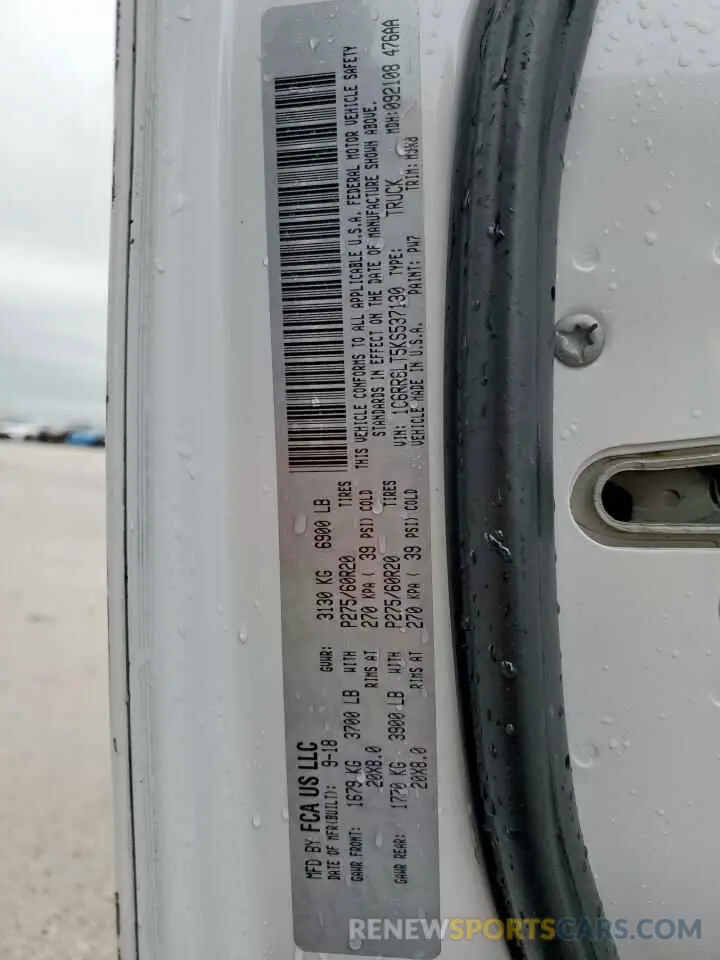 MFD BY FCA US LLC
DATE OF MFR(BUILT): 9-18 GVWR: 3130 KG 6900 LB
GAWR FRONT: 1679 KG 3700 LB WITH P275/60R20 TIRES
20X8.0 RIMS AT 270 KPA ( 39 PSI) COLD
GAWR REAR: 1770 KG 3900 LB WITH P275/60R20 TIRES
20X8.0 RIMS AT 270 KPA ( 39 PSI) COLD
THIS VEHICLE CONFORMS TO ALL APPLICABLE U.S.A. FEDERAL MOTOR VEHICLE SAFETY
STANDARDS IN EFFECT ON THE DATE OF MANUFACTURE SHOWN ABOVE.
VIN: 1C6RR6LT5KS537130 TYPE: TRUCK MDH:092108 476AA
VEHICLE MADE IN U.S.A. PAINT: PW7 TRIM:
RENEWSPORTSCARS.COM